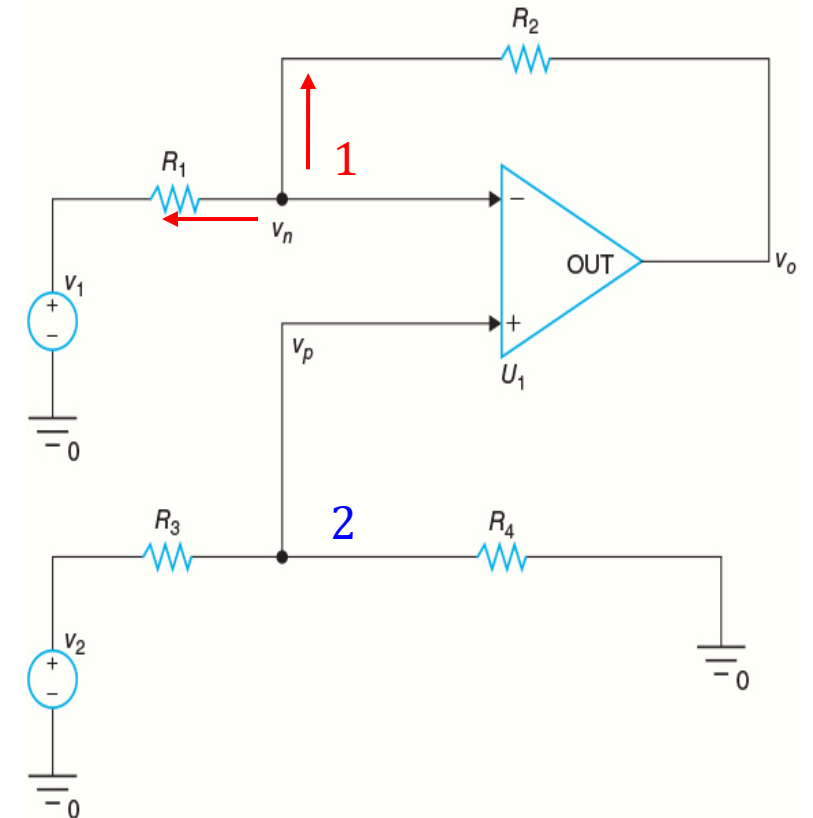 R₂
1
R₁
vₙ
−
v₁
+
−
OUT
vₒ
+
vₚ
U₁
0
R₃
2
R₄
v₂
+
−
0
0